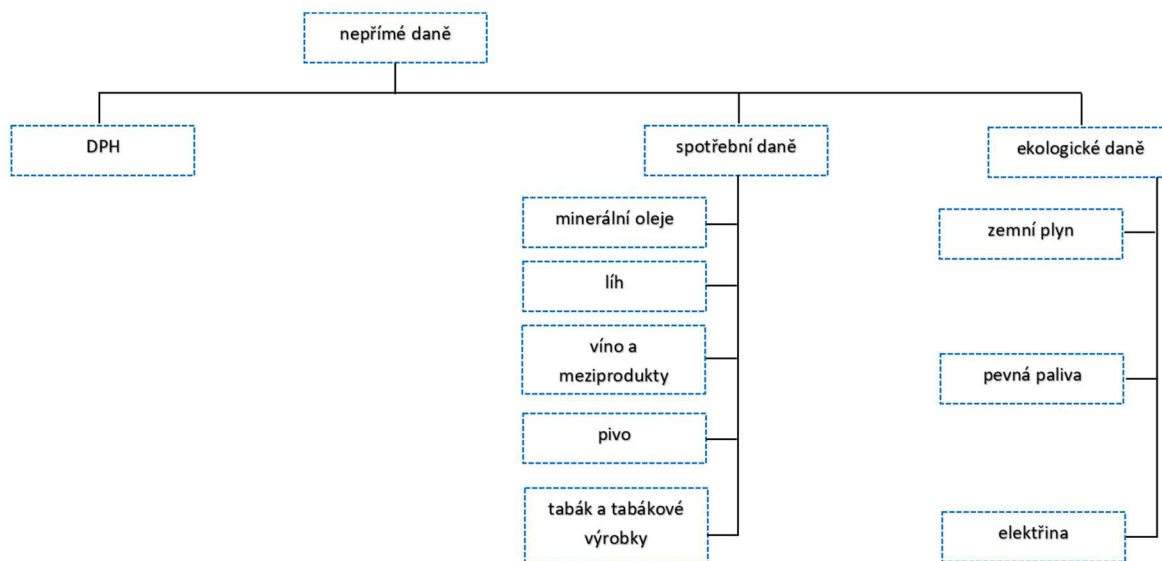 nepřímé daně
DPH
spotřební daně
ekologické daně
minerální oleje
zemní plyn
líh
víno a
meziprodukty
pevná paliva
pivo
tabák a tabákové
výrobky
elektřina